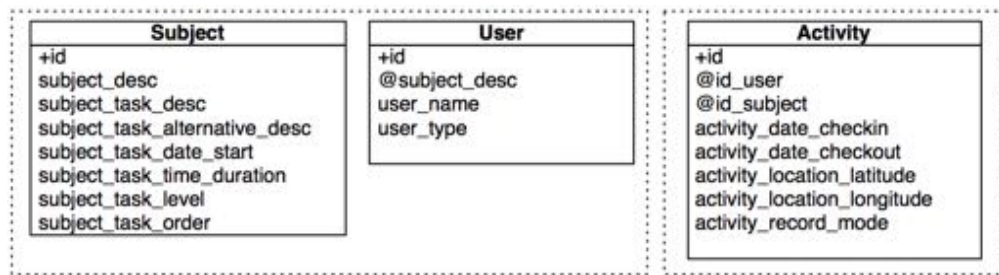 Subject
+id
subject_desc
subject_task_desc
subject_task_alternative_desc
subject_task_date_start
subject_task_time_duration
subject_task_level
subject_task_order
User
+id
@subject_desc
user_name
user_type
Activity
+id
@id_user
@id_subject
activity_date_checkin
activity_date_checkout
activity_location_latitude
activity_location_longitude
activity_record_mode